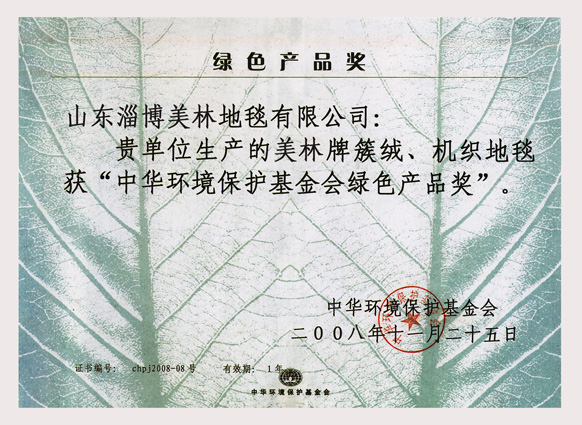 绿色产品奖
山东淄博美林地毯有限公司：
贵单位生产的美林牌簇绒、机织地毯
获“中华环境保护基金会绿色产品奖”。
中华环境保护基金会
二〇〇八年十一月二十五日
证书编号： chpj2008-08号 有效期： 1年
中华环境保护基金会